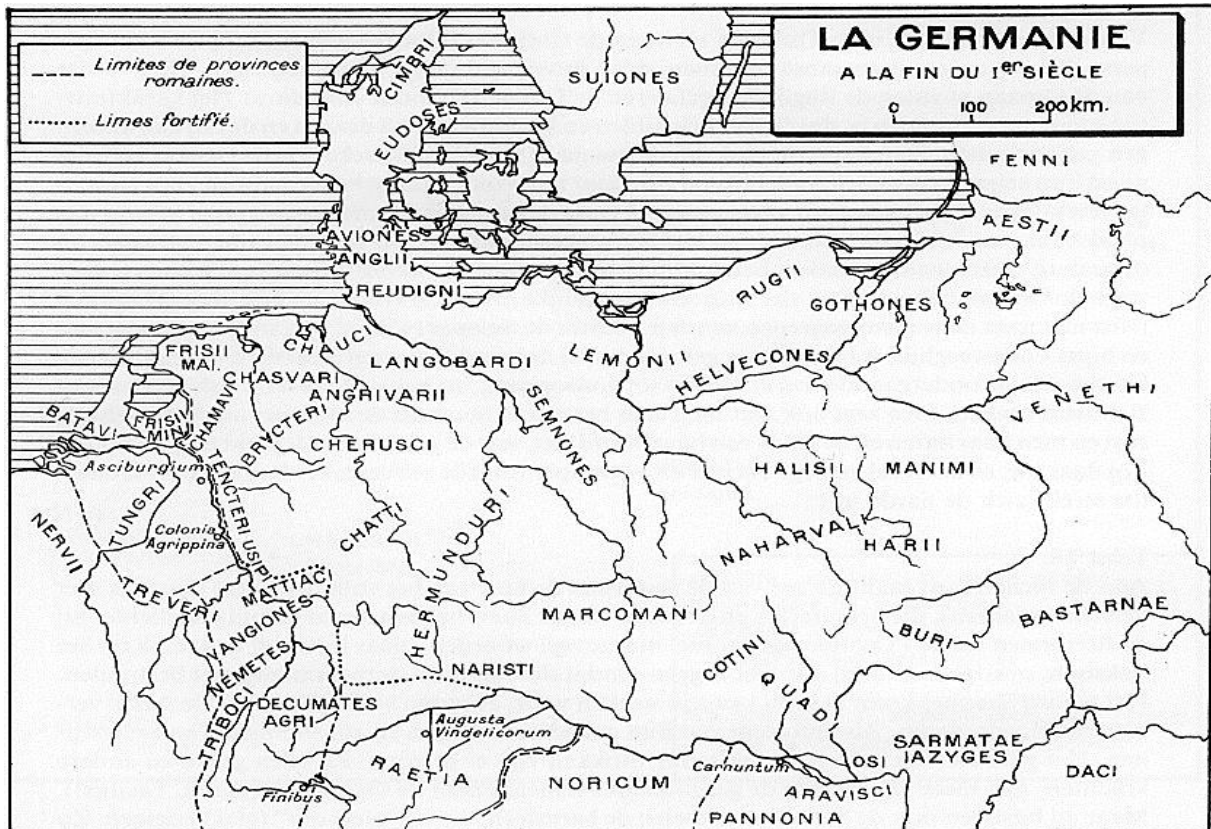 LA GERMANIE
A LA FIN DU Ier SIÈCLE
0 100 200 km.
Limites de provinces
romaines.
Limes fortifié.
CIMBRI
SUIONES
EUDOSES
FENNI
AESTII
AVIONES
ANGLII
REUDIGNI
RUGII
GOTHONES
CHAUCII
FRISII
MAI.
LANGOBARDI
LEMONII
HELVECONES
VENETHI
CHASVARI
ANGRIVARII
CHAMAVI
FRISII
MIN.
BATAVI
BRVCTERI
CHERUSCI
SEMNONES
Asciburgium
TENCTERI
USIPI
HALISII
MANIMI
TUNGRI
NERVII
Colonia
Agrippina
CHATTI
HERMUNDURI
NAHARVALI
HARII
TREVERI
MATTIACI
VANGIONES
MARCOMANI
BURI
BASTARNAE
NEMETES
NARISTI
COTINI
QUADI
TRIBOCI
DECUMATES
AGRI
Augusta
Vindelicorum
SARMATAE
IAZYGES
OSI
DACI
Finibus
RAETIA
NORICUM
Carnuntum
ARAVISCI
PANNONIA